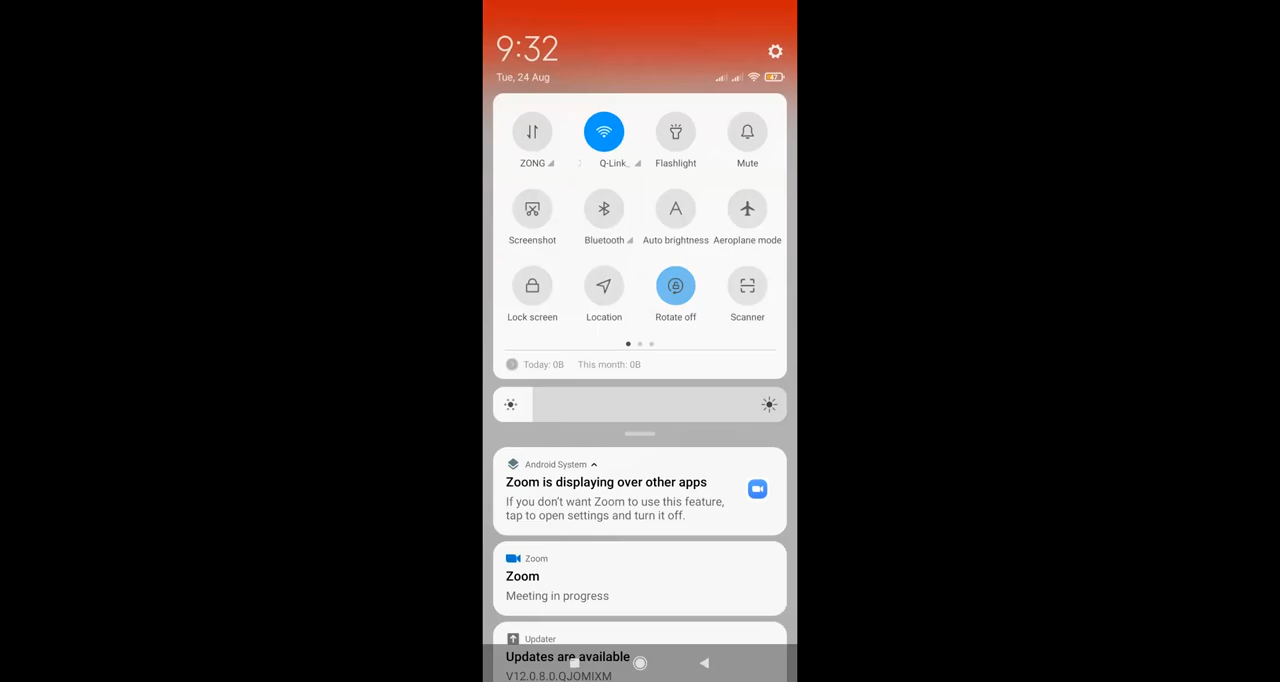 9:32
Tue, 24 Aug
47
ZONG
Q-Link_
Flashlight
Mute
Screenshot
Bluetooth
Auto brightness
Aeroplane mode
Lock screen
Location
Rotate off
Scanner
Today: 0B This month: 0B
Android System
Zoom is displaying over other apps
If you don't want Zoom to use this feature,
tap to open settings and turn it off.
Zoom
Zoom
Meeting in progress
Updater
Updates are available
V12.0.8.0.QJOMIXM